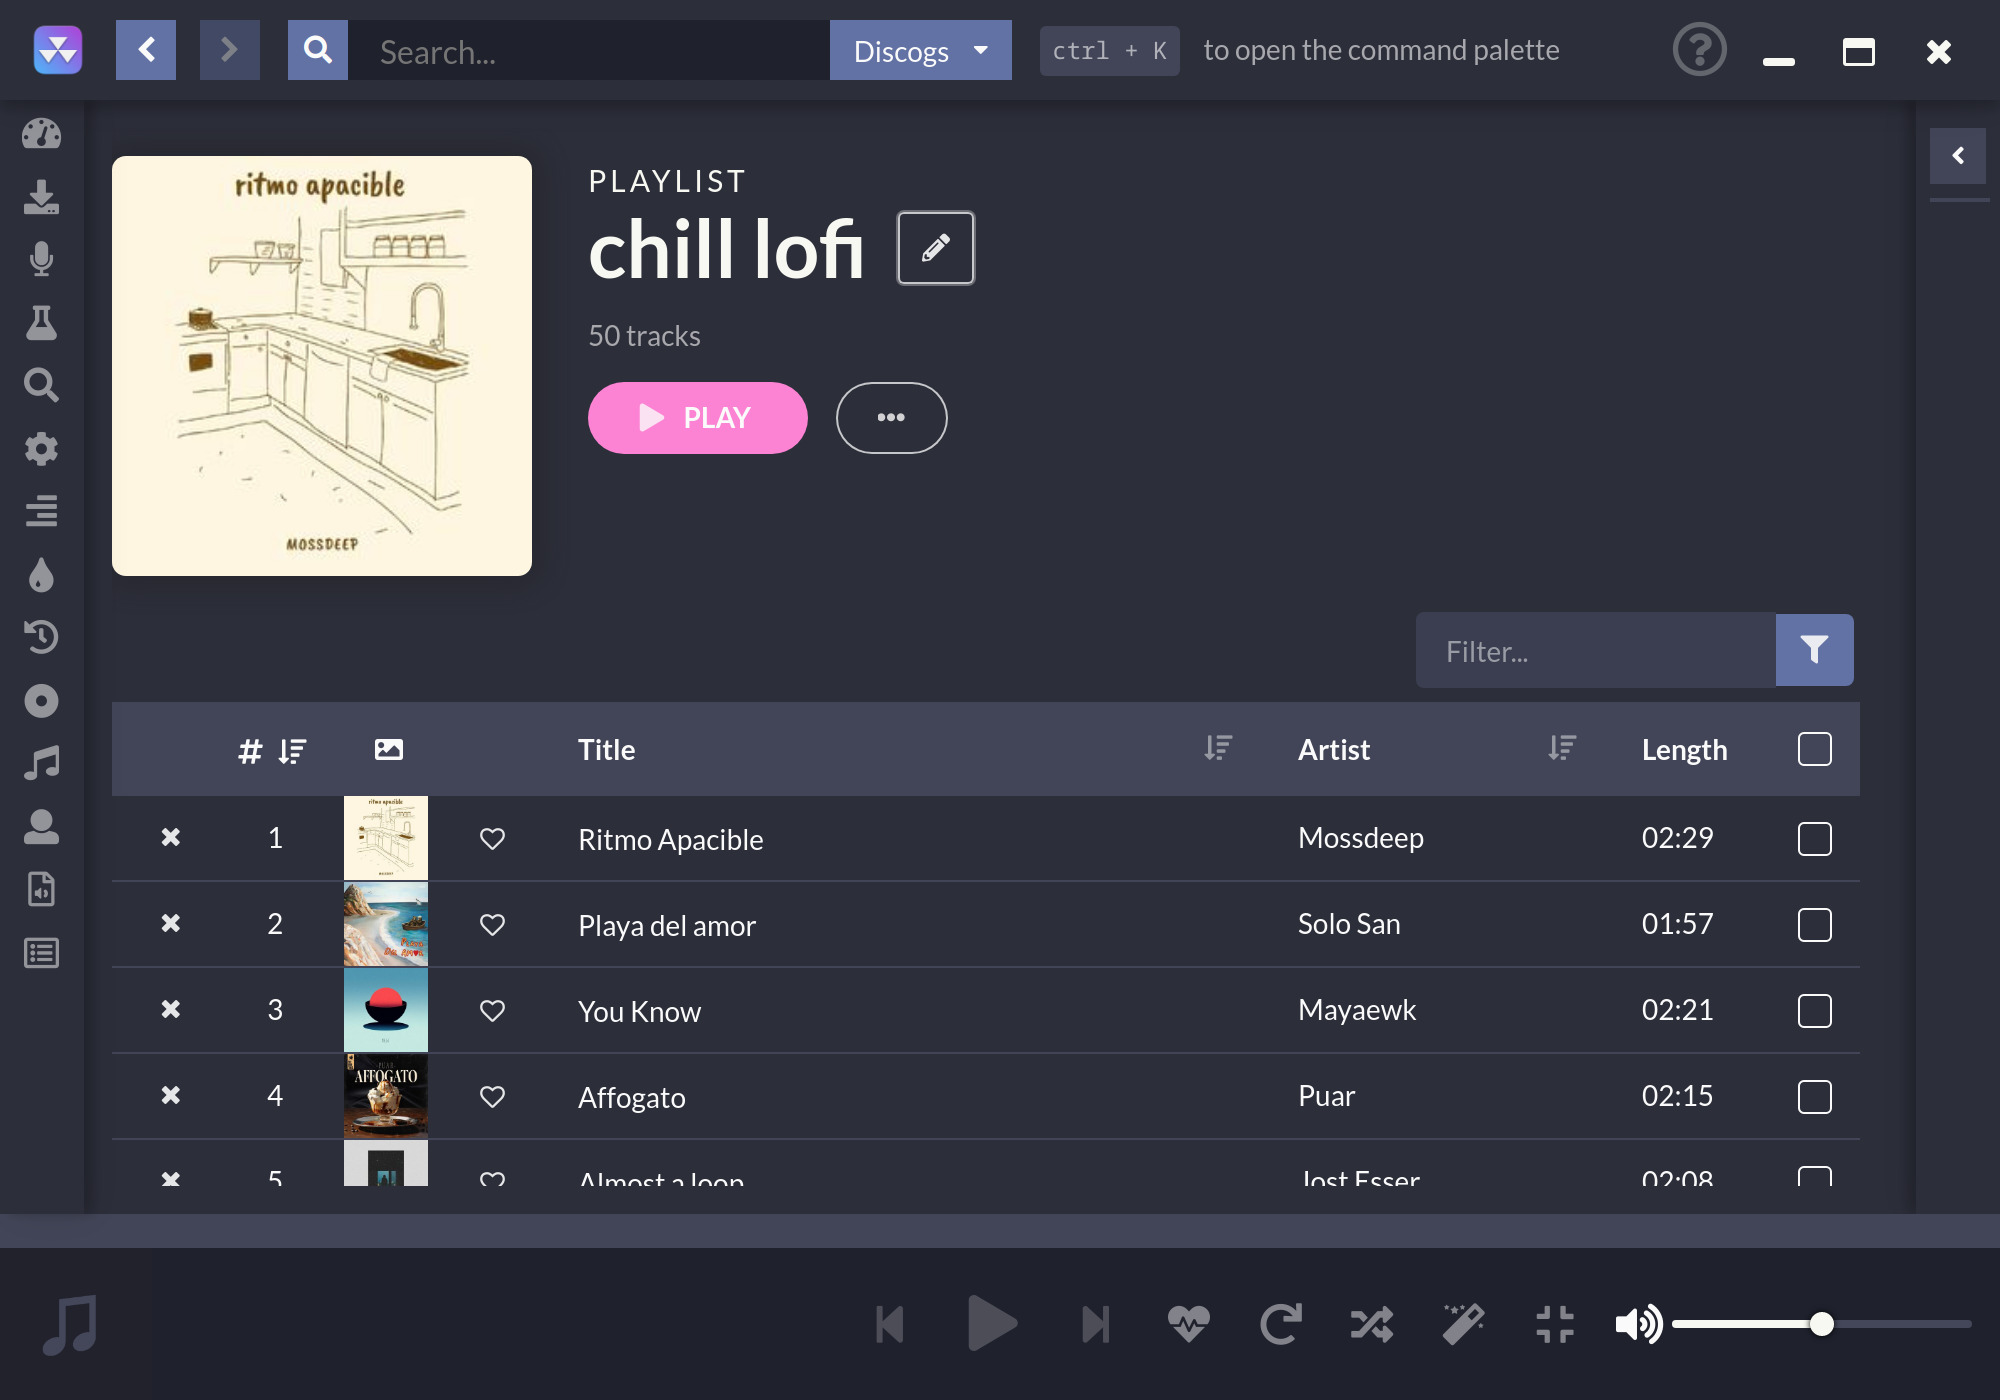 Search...
Discogs
ctrl + K
to open the command palette
ritmo apacible
MOSSDEEP
PLAYLIST
chill lofi
50 tracks
PLAY
Filter...
# Title Artist Length
1 ritmo apacible Ritmo Apacible Mossdeep 02:29
2 Playa del amor Solo San 01:57
3 You Know Mayaewk 02:21
4 AFFOGATO Affogato Puar 02:15
5 Almost a loop Jost Esser 02:08